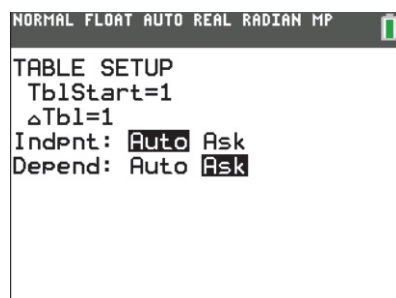 NORMAL FLOAT AUTO REAL RADIAN MP
TABLE SETUP
TblStart=1
△Tbl=1
Indpnt: Auto Ask
Depend: Auto Ask